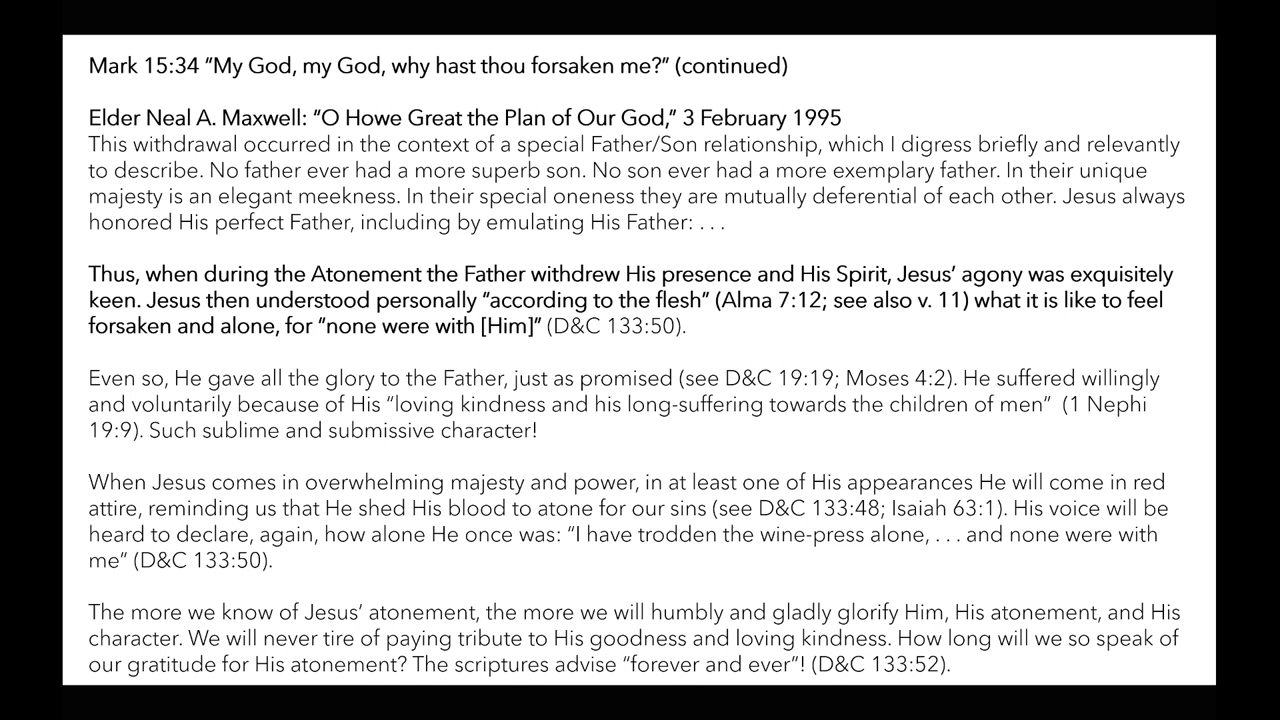 Mark 15:34 “My God, my God, why hast thou forsaken me?” (continued)
Elder Neal A. Maxwell: “O Howe Great the Plan of Our God,” 3 February 1995
This withdrawal occurred in the context of a special Father/Son relationship, which I digress briefly and relevantly
to describe. No father ever had a more superb son. No son ever had a more exemplary father. In their unique
majesty is an elegant meekness. In their special oneness they are mutually deferential of each other. Jesus always
honored His perfect Father, including by emulating His Father: . . .
Thus, when during the Atonement the Father withdrew His presence and His Spirit, Jesus’ agony was exquisitely
keen. Jesus then understood personally “according to the flesh” (Alma 7:12; see also v. 11) what it is like to feel
forsaken and alone, for “none were with [Him]” (D&C 133:50).
Even so, He gave all the glory to the Father, just as promised (see D&C 19:19; Moses 4:2). He suffered willingly
and voluntarily because of His “loving kindness and his long-suffering towards the children of men” (1 Nephi
19:9). Such sublime and submissive character!
When Jesus comes in overwhelming majesty and power, in at least one of His appearances He will come in red
attire, reminding us that He shed His blood to atone for our sins (see D&C 133:48; Isaiah 63:1). His voice will be
heard to declare, again, how alone He once was: “I have trodden the wine-press alone, . . . and none were with
me” (D&C 133:50).
The more we know of Jesus’ atonement, the more we will humbly and gladly glorify Him, His atonement, and His
character. We will never tire of paying tribute to His goodness and loving kindness. How long will we so speak of
our gratitude for His atonement? The scriptures advise “forever and ever”! (D&C 133:52).